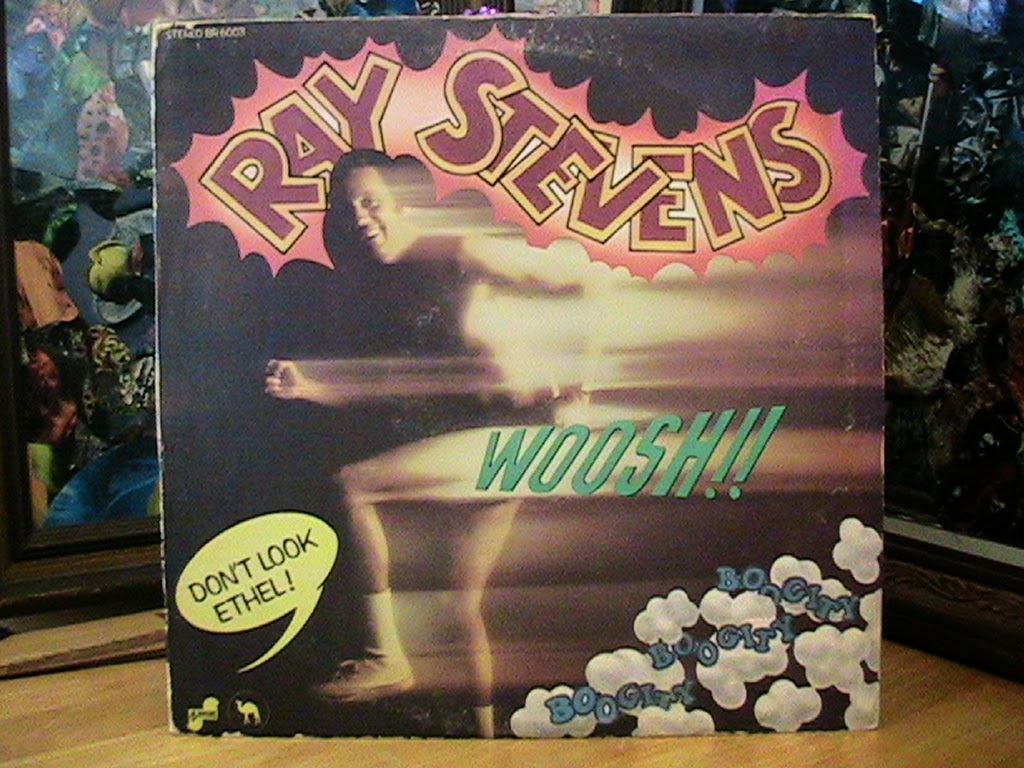 STEREO BR 6003
RAY STEVENS
WOOSH!!
DON'T LOOK
ETHEL!
BOOGITY
BOOGITY
BOOGITY